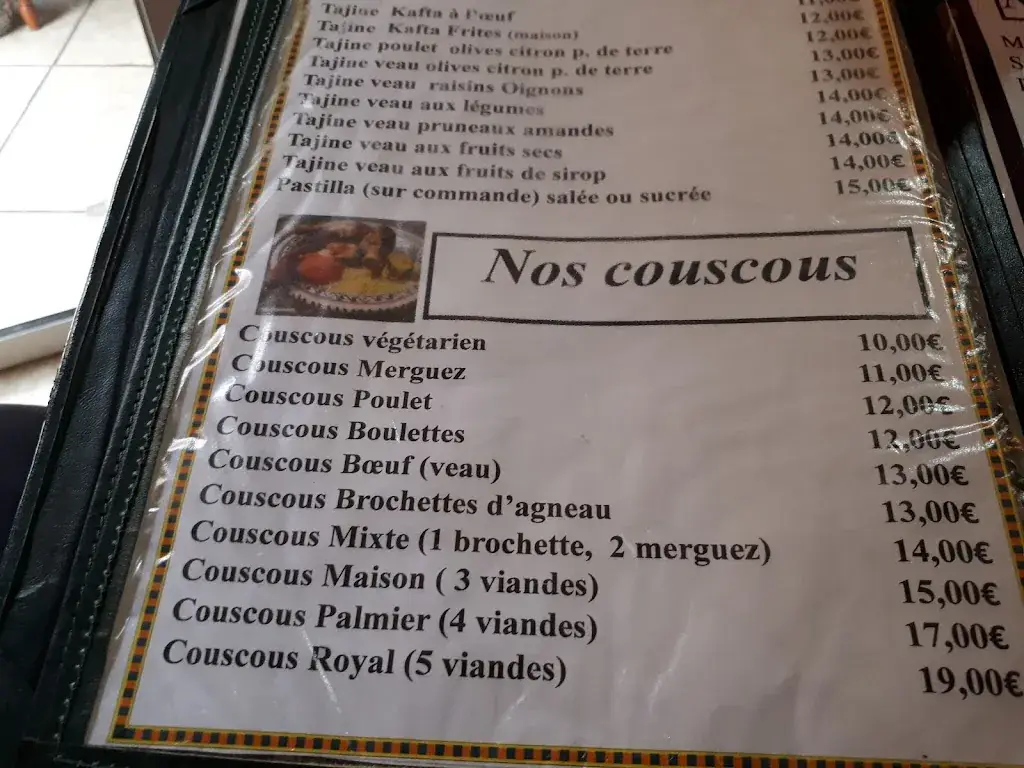 11,00€
Tajine Kafta à l'œuf 12,00€
Tajine Kafta Frites (maison) 12,00€
Tajine poulet olives citron p. de terre 13,00€
Tajine veau olives citron p. de terre 13,00€
Tajine veau raisins Oignons 14,00€
Tajine veau aux légumes 14,00€
Tajine veau pruneaux amandes 14,00€
Tajine veau aux fruits secs 14,00€
Tajine veau aux fruits de sirop 15,00€
Pastilla (sur commande) salée ou sucrée
Nos couscous
Couscous végétarien 10,00€
Couscous Merguez 11,00€
Couscous Poulet 12,00€
Couscous Boulettes 12,00€
Couscous Bœuf (veau) 13,00€
Couscous Brochettes d'agneau 13,00€
Couscous Mixte (1 brochette, 2 merguez) 14,00€
Couscous Maison ( 3 viandes) 15,00€
Couscous Palmier (4 viandes) 17,00€
Couscous Royal (5 viandes) 19,00€